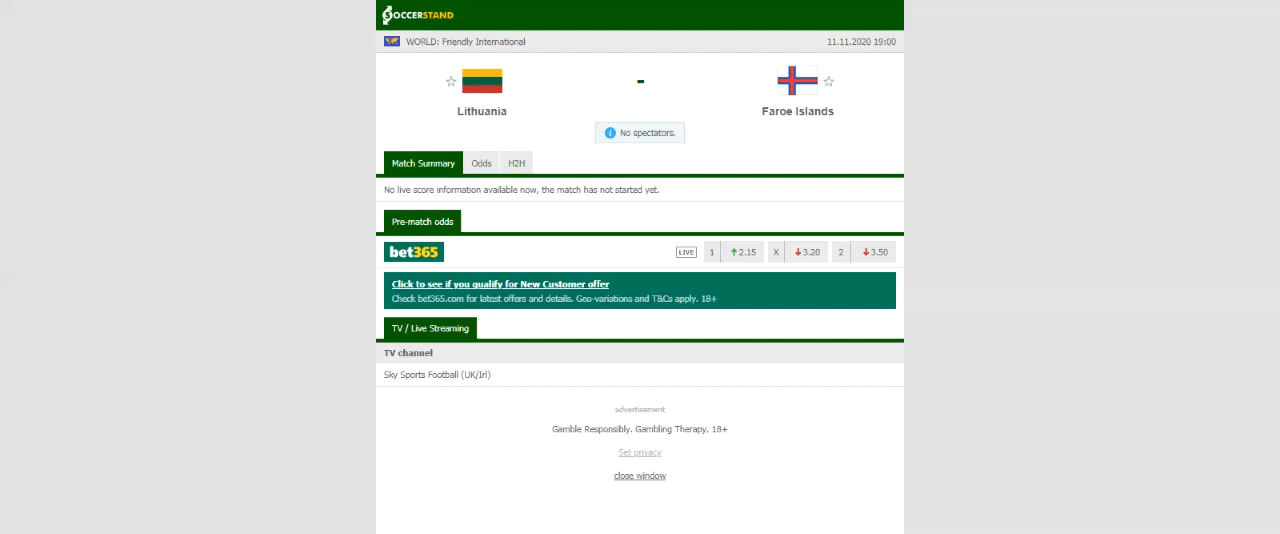 SOCCERSTAND
WORLD: Friendly International 11.11.2020 19:00
-
Lithuania Faroe Islands
No spectators.
Match Summary Odds H2H
No live score information available now, the match has not started yet.
Pre-match odds
bet365 LIVE 1 2.15 X 3.20 2 3.50
Click to see if you qualify for New Customer offer
Check bet365.com for latest offers and details. Geo-variations and T&Cs apply. 18+
TV / Live Streaming
TV channel
Sky Sports Football (UK/Irl)
advertisement
Gamble Responsibly. Gambling Therapy. 18+
Set privacy
close window